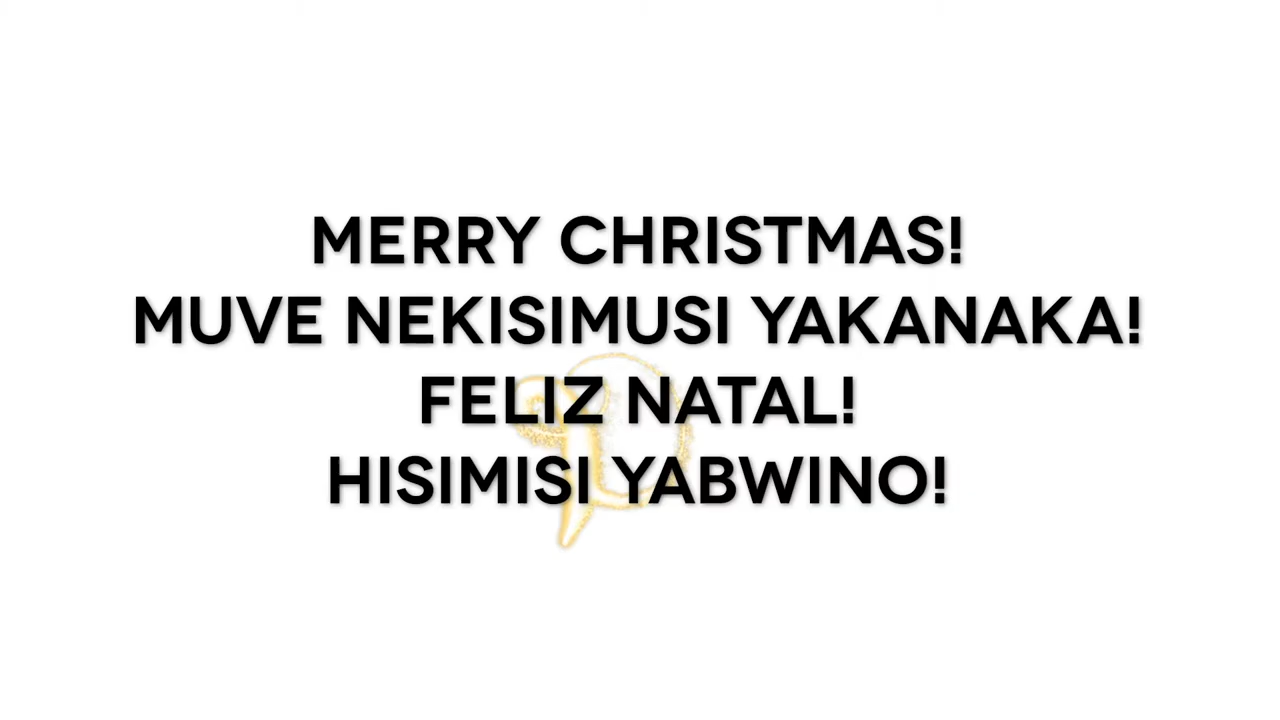 MERRY CHRISTMAS!
MUVE NEKISIMUSI YAKANAKA!
FELIZ NATAL!
HISIMISI YABWINO!